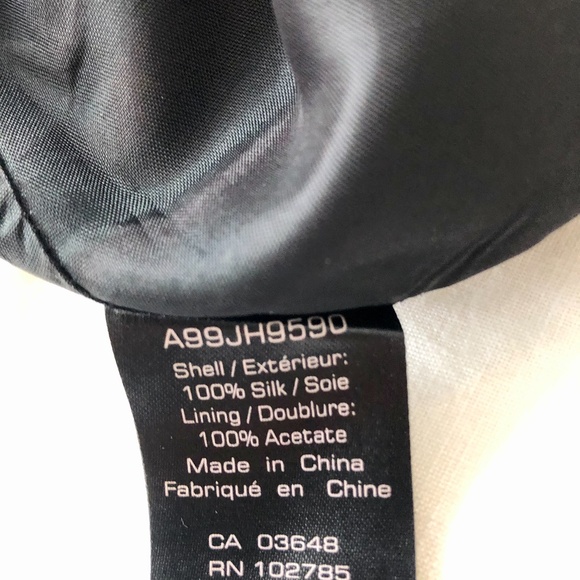 A99JH9590
Shell / Extérieur:
100% Silk / Soie
Lining / Doublure:
100% Acetate
Made in China
Fabriqué en Chine
CA 03648
RN 102785